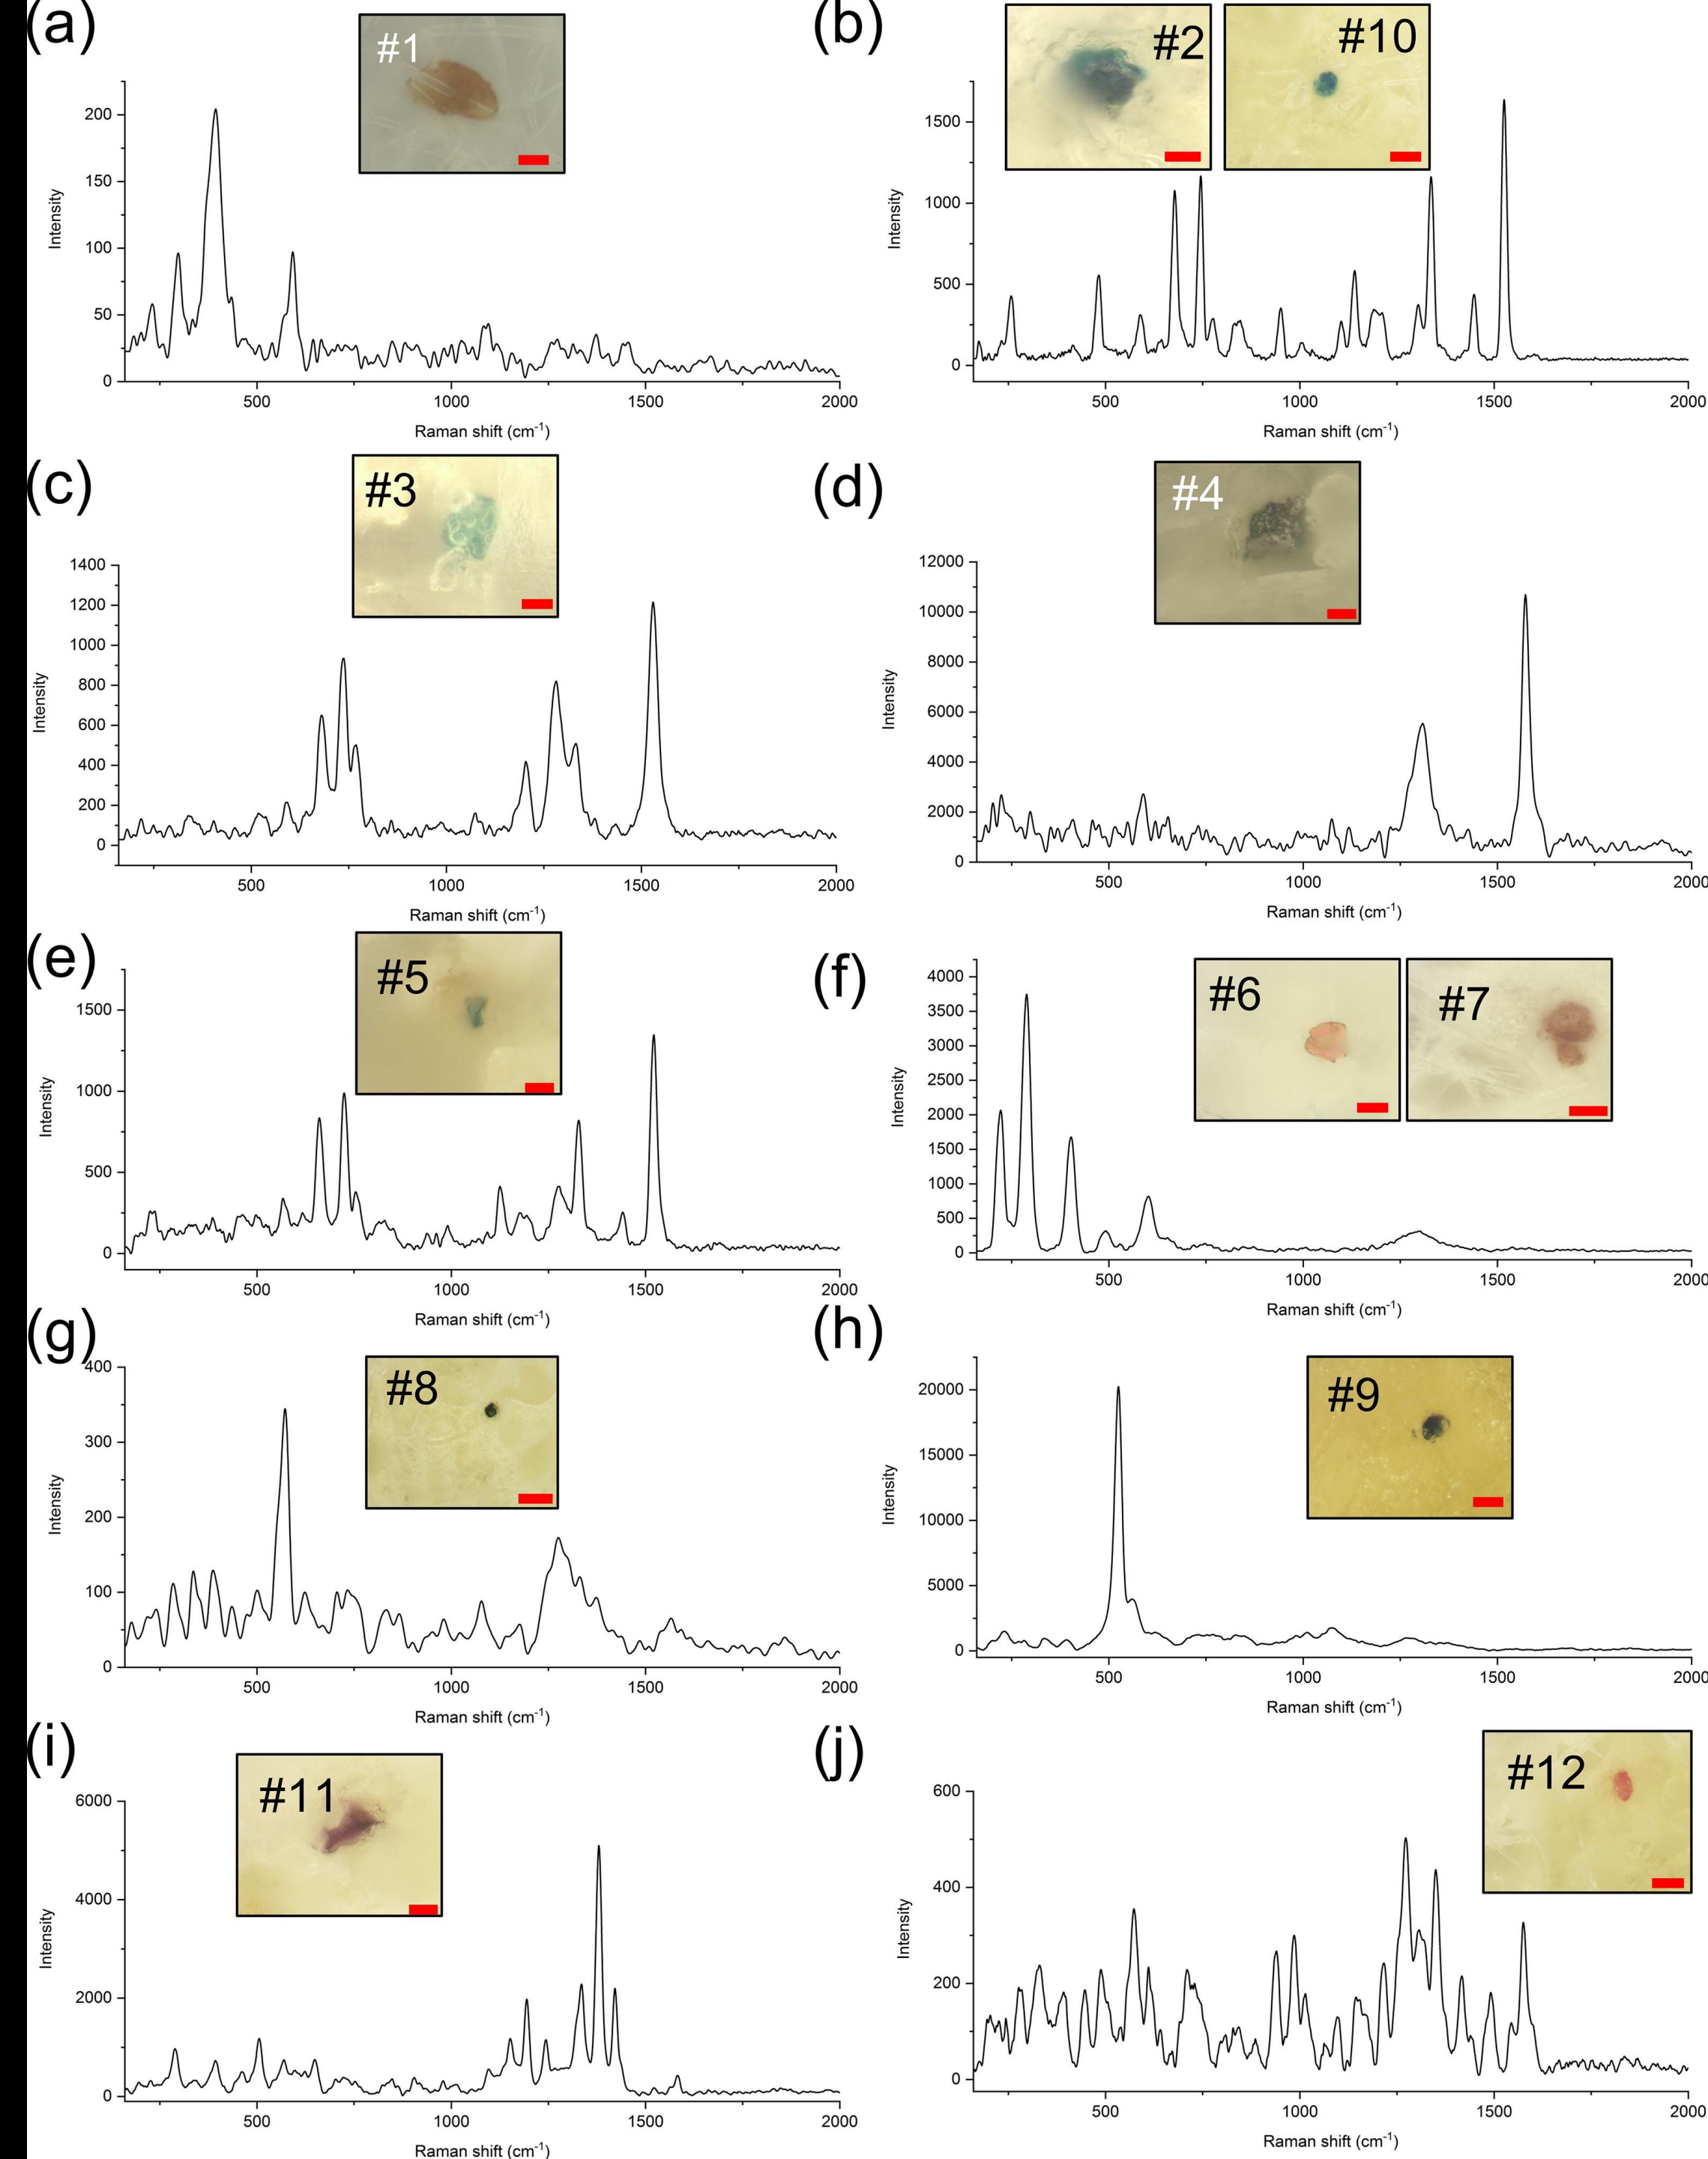 (a)
#1
200
150
100
50
0
Intensity
500 1000 1500 2000
Raman shift (cm-1)
(b)
#2
#10
1500
1000
500
0
Intensity
500 1000 1500 2000
Raman shift (cm-1)
(c)
#3
1400
1200
1000
800
600
400
200
0
Intensity
500 1000 1500 2000
Raman shift (cm-1)
(d)
#4
12000
10000
8000
6000
4000
2000
0
Intensity
500 1000 1500 2000
Raman shift (cm-1)
(e)
#5
1500
1000
500
0
Intensity
500 1000 1500 2000
Raman shift (cm-1)
(f)
#6
#7
4000
3500
3000
2500
2000
1500
1000
500
0
Intensity
500 1000 1500 2000
Raman shift (cm-1)
(g)
#8
400
300
200
100
0
Intensity
500 1000 1500 2000
Raman shift (cm-1)
(h)
#9
20000
15000
10000
5000
0
Intensity
500 1000 1500 2000
Raman shift (cm-1)
(i)
#11
6000
4000
2000
0
Intensity
500 1000 1500 2000
Raman shift (cm-1)
(j)
#12
600
400
200
0
Intensity
500 1000 1500 2000
Raman shift (cm-1)